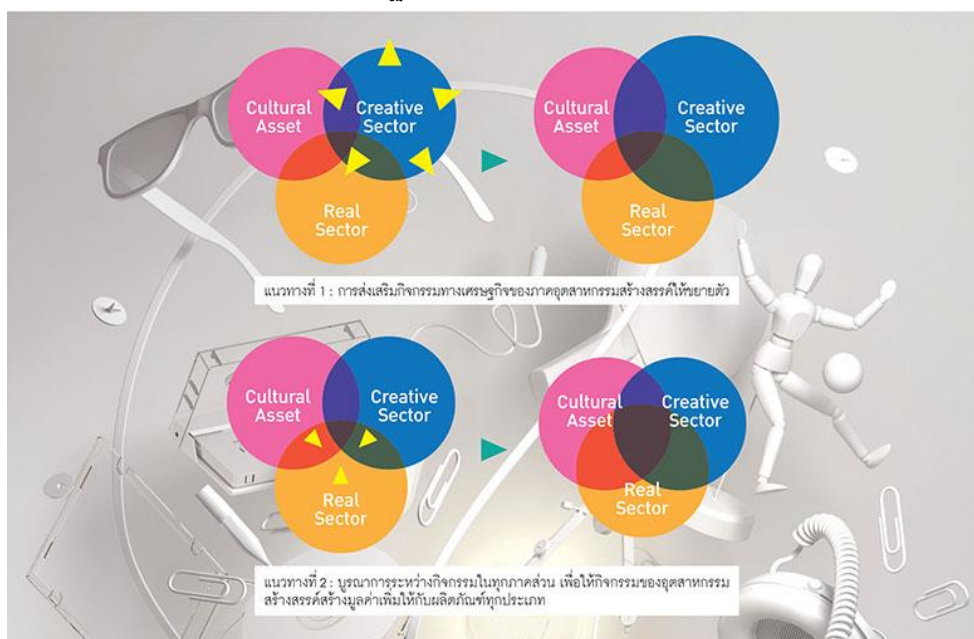 Cultural
Asset
Creative
Sector
Real
Sector
Cultural
Asset
Creative
Sector
Real
Sector
แนวทางที่ 1 : การส่งเสริมกิจกรรมทางเศรษฐกิจของภาคอุตสาหกรรมสร้างสรรค์ให้ขยายตัว
Cultural
Asset
Creative
Sector
Real
Sector
Cultural
Asset
Creative
Sector
Real
Sector
แนวทางที่ 2 : บูรณาการระหว่างกิจกรรมในทุกภาคส่วน เพื่อให้กิจกรรมของอุตสาหกรรม
สร้างสรรค์สร้างมูลค่าเพิ่มให้กับผลิตภัณฑ์ทุกประเภท